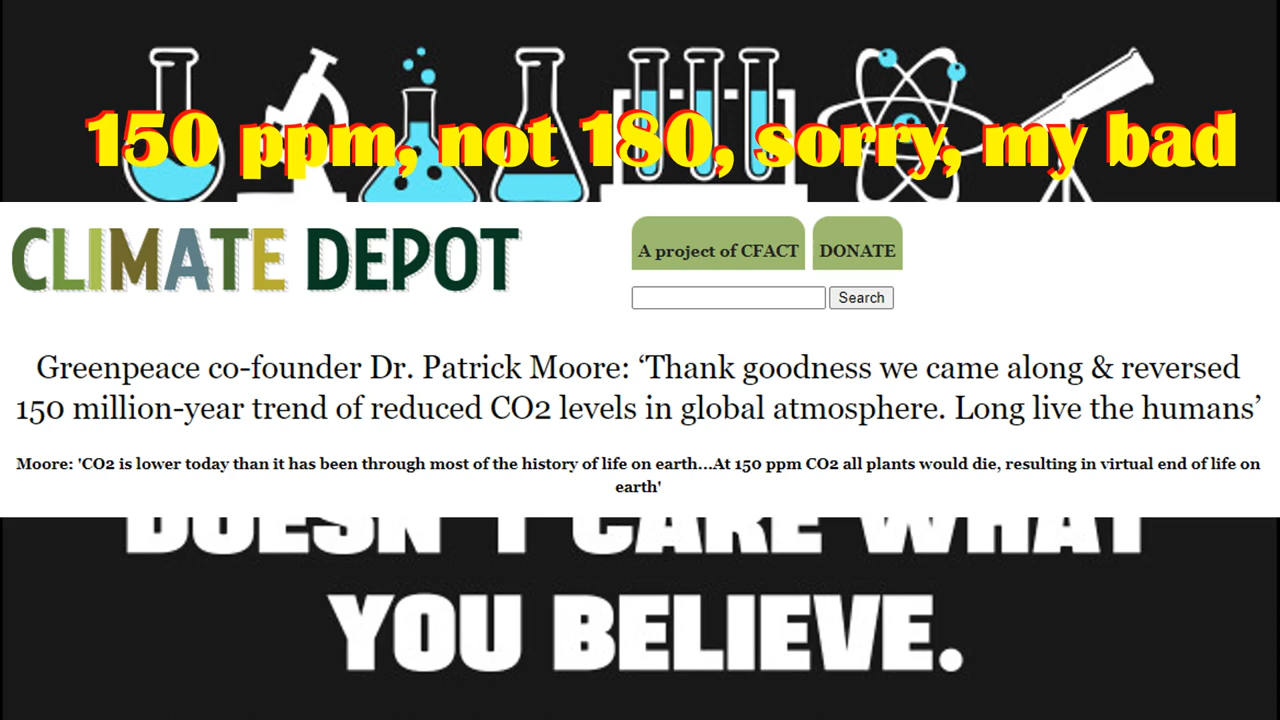 150 ppm, not 180, sorry, my bad
CLIMATE DEPOT
A project of CFACT
DONATE
Search
Greenpeace co-founder Dr. Patrick Moore: ‘Thank goodness we came along & reversed
150 million-year trend of reduced CO2 levels in global atmosphere. Long live the humans’
Moore: 'CO2 is lower today than it has been through most of the history of life on earth...At 150 ppm CO2 all plants would die, resulting in virtual end of life on
earth'
DOESN'T CARE WHAT
YOU BELIEVE.